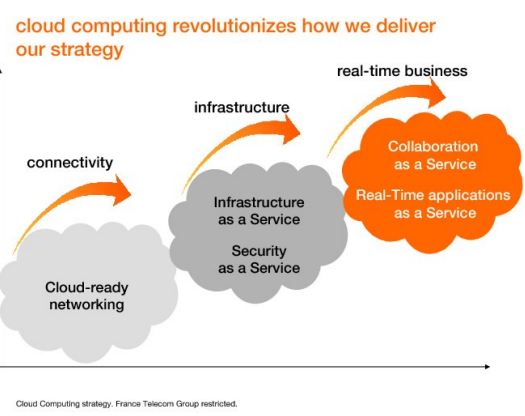 cloud computing revolutionizes how we deliver
our strategy
real-time business
infrastructure
connectivity
Collaboration
as a Service
Real-Time applications
as a Service
Infrastructure
as a Service
Security
as a Service
Cloud-ready
networking
Cloud Computing strategy. France Telecom Group restricted.